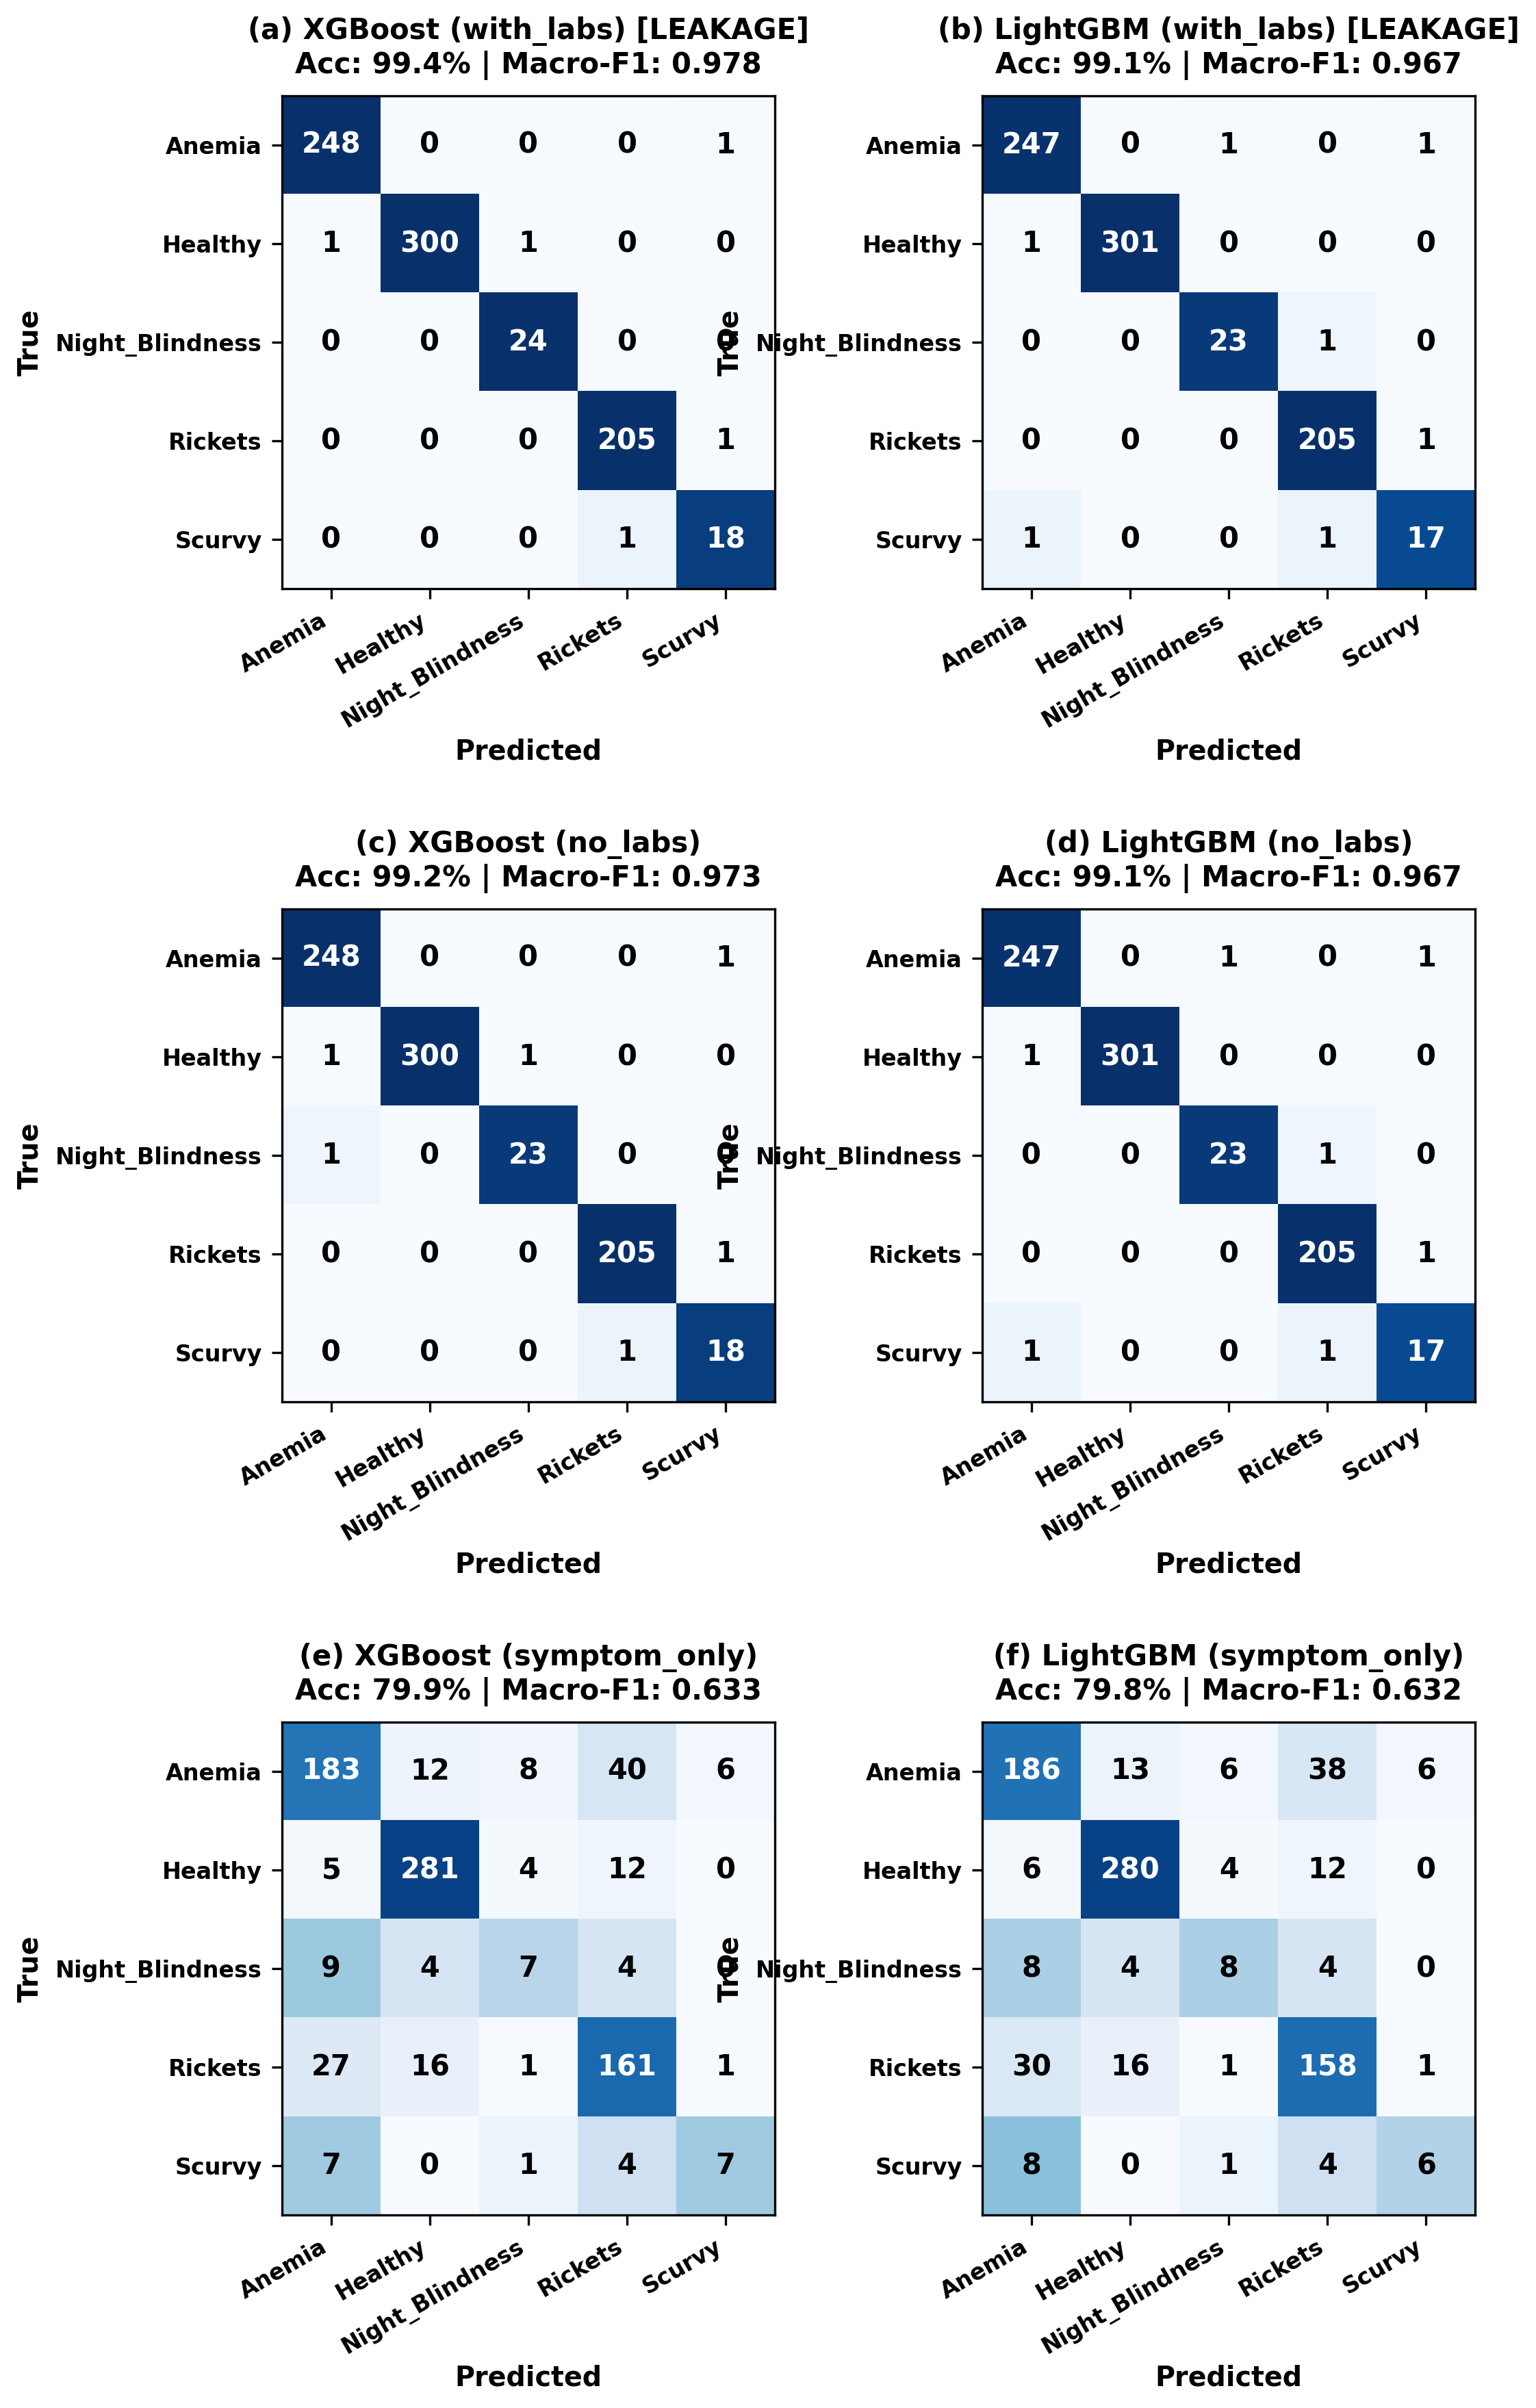 (a) XGBoost (with_labs) [LEAKAGE]
Acc: 99.4% | Macro-F1: 0.978
True
Anemia 248 0 0 0 1
Healthy 1 300 1 0 0
Night_Blindness 0 0 24 0 0
Rickets 0 0 0 205 1
Scurvy 0 0 0 1 18
Anemia Healthy Night_Blindness Rickets Scurvy
Predicted
(b) LightGBM (with_labs) [LEAKAGE]
Acc: 99.1% | Macro-F1: 0.967
True
Anemia 247 0 1 0 1
Healthy 1 301 0 0 0
Night_Blindness 0 0 23 1 0
Rickets 0 0 0 205 1
Scurvy 1 0 0 1 17
Anemia Healthy Night_Blindness Rickets Scurvy
Predicted
(c) XGBoost (no_labs)
Acc: 99.2% | Macro-F1: 0.973
True
Anemia 248 0 0 0 1
Healthy 1 300 1 0 0
Night_Blindness 1 0 23 0 0
Rickets 0 0 0 205 1
Scurvy 0 0 0 1 18
Anemia Healthy Night_Blindness Rickets Scurvy
Predicted
(d) LightGBM (no_labs)
Acc: 99.1% | Macro-F1: 0.967
True
Anemia 247 0 1 0 1
Healthy 1 301 0 0 0
Night_Blindness 0 0 23 1 0
Rickets 0 0 0 205 1
Scurvy 1 0 0 1 17
Anemia Healthy Night_Blindness Rickets Scurvy
Predicted
(e) XGBoost (symptom_only)
Acc: 79.9% | Macro-F1: 0.633
True
Anemia 183 12 8 40 6
Healthy 5 281 4 12 0
Night_Blindness 9 4 7 4 0
Rickets 27 16 1 161 1
Scurvy 7 0 1 4 7
Anemia Healthy Night_Blindness Rickets Scurvy
Predicted
(f) LightGBM (symptom_only)
Acc: 79.8% | Macro-F1: 0.632
True
Anemia 186 13 6 38 6
Healthy 6 280 4 12 0
Night_Blindness 8 4 8 4 0
Rickets 30 16 1 158 1
Scurvy 8 0 1 4 6
Anemia Healthy Night_Blindness Rickets Scurvy
Predicted